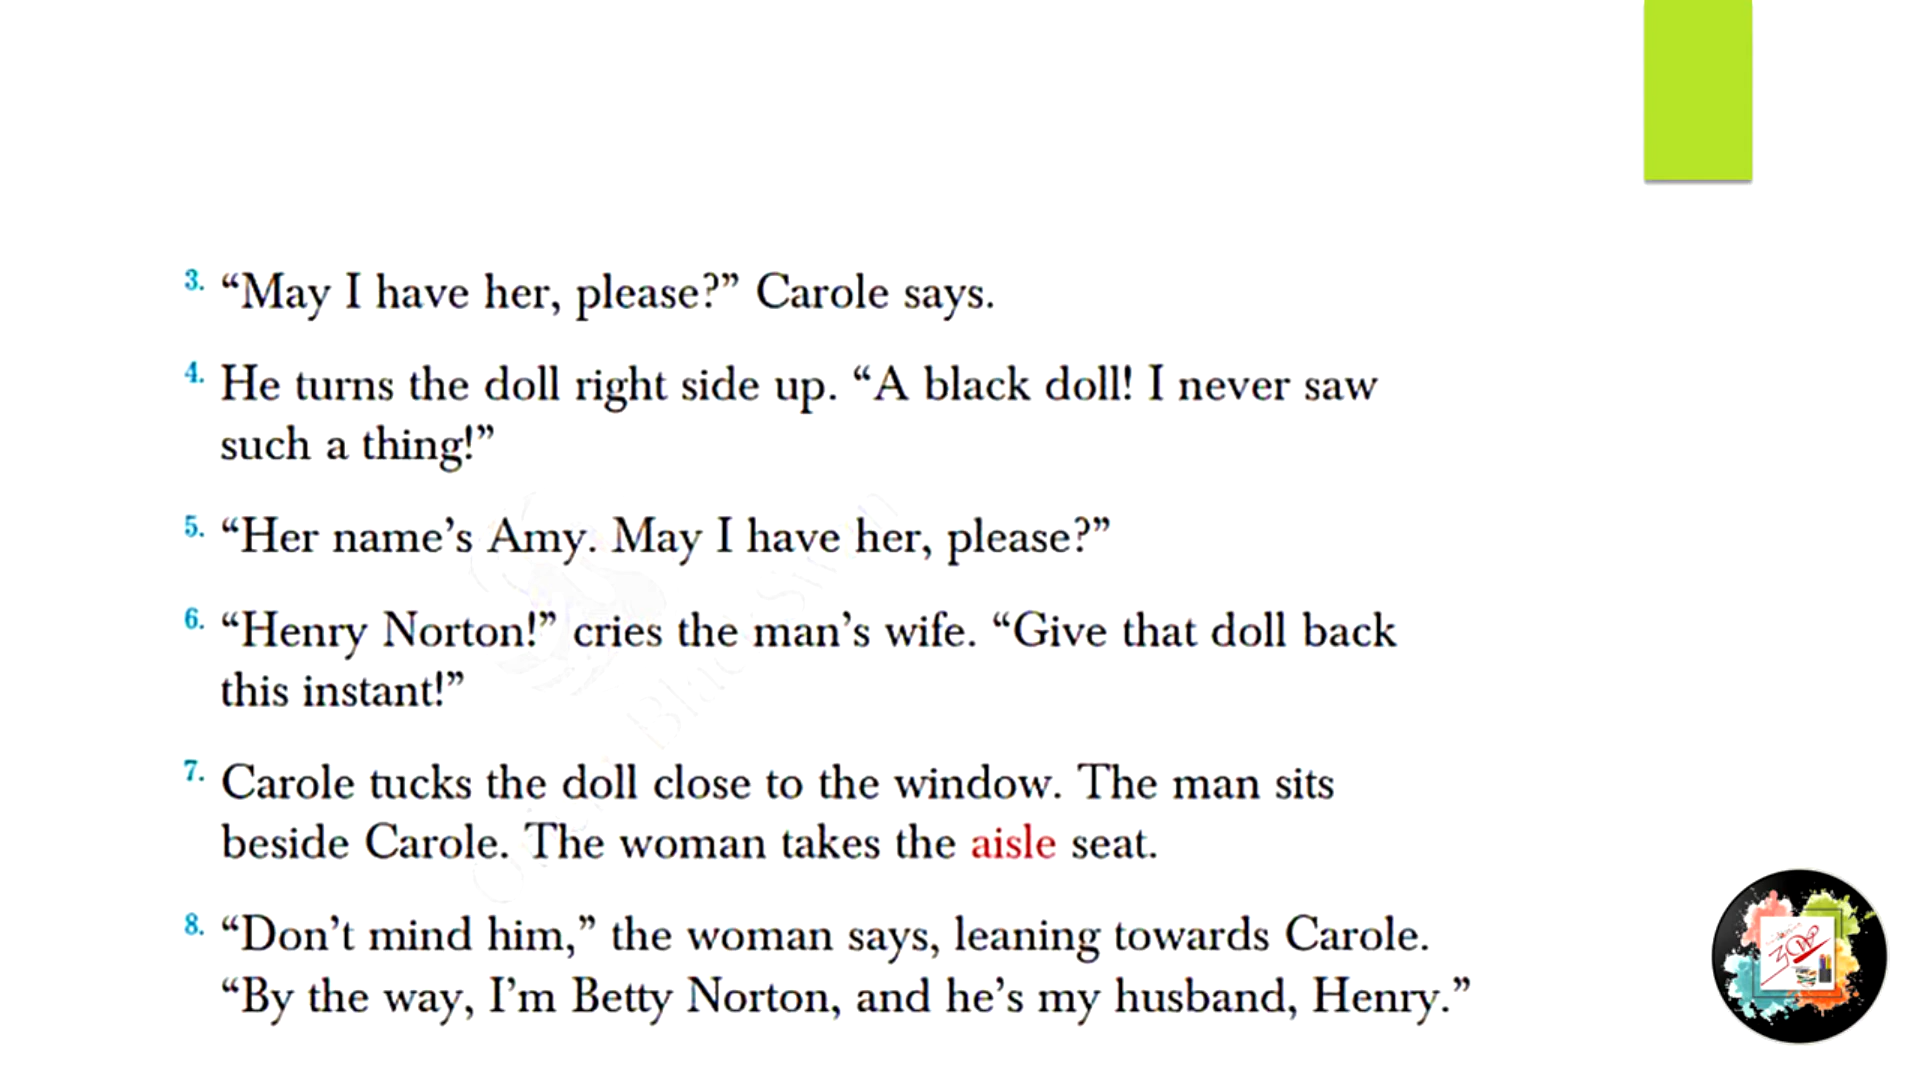 3. “May I have her, please?” Carole says.
4. He turns the doll right side up. “A black doll! I never saw
such a thing!”
5. “Her name’s Amy. May I have her, please?”
6. “Henry Norton!” cries the man’s wife. “Give that doll back
this instant!”
7. Carole tucks the doll close to the window. The man sits
beside Carole. The woman takes the aisle seat.
8. “Don’t mind him,” the woman says, leaning towards Carole.
“By the way, I’m Betty Norton, and he’s my husband, Henry.”